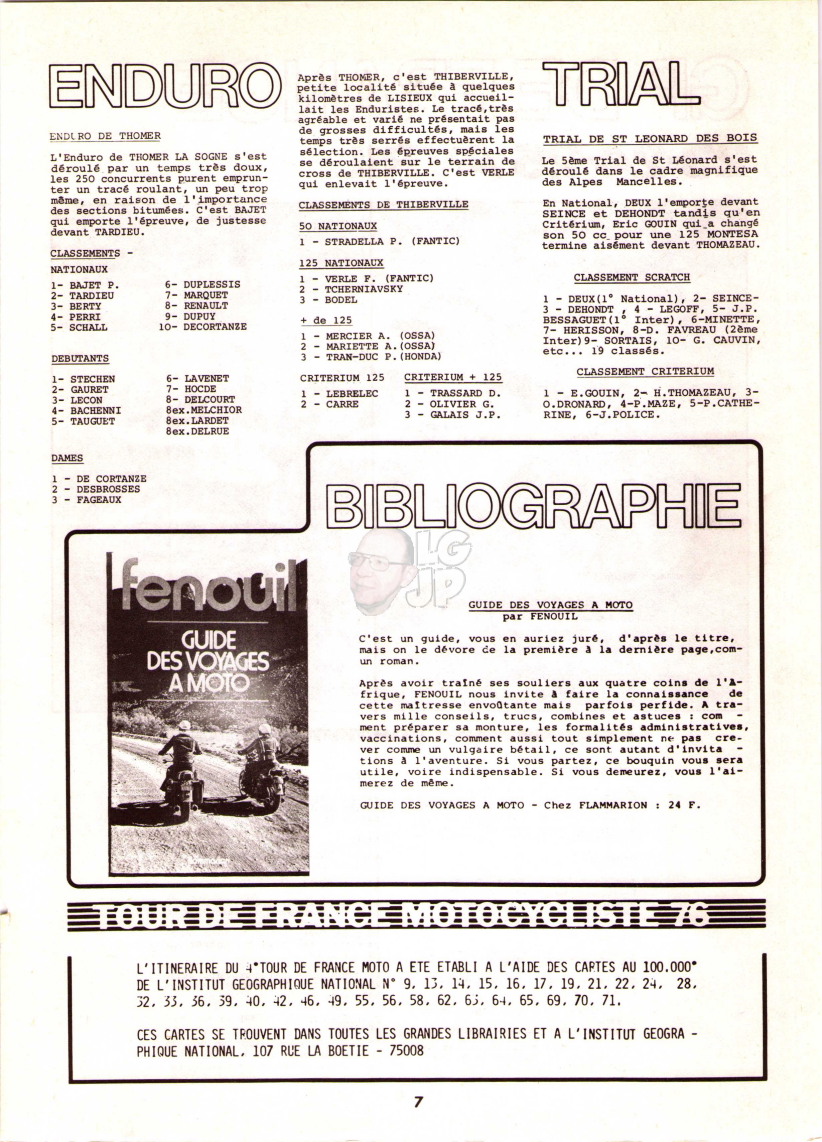 ENDURO
ENDURO DE THOMER
L'Enduro de THOMER LA SOGNE s'est
déroulé par un temps très doux,
les 250 concurrents purent emprun-
ter un tracé roulant, un peu trop
même, en raison de l'importance
des sections bitumées. C'est BAJET
qui emporte l'épreuve, de justesse
devant TARDIEU.
CLASSEMENTS -
NATIONAUX
1- BAJET P.
2- TARDIEU
3- BERTY
4- PERRI
5- SCHALL
6- DUPLESSIS
7- MARQUET
8- RENAULT
9- DUPUY
10- DECORTANZE
DEBUTANTS
1- STECHEN
2- GAURET
3- LECON
4- BACHENNI
5- TAUGUET
6- LAVENET
7- HOCDE
8- DELCOURT
8ex.MELCHIOR
8ex.LARDET
8ex.DELRUE
DAMES
1 - DE CORTANZE
2 - DESBROSSES
3 - FAGEAUX
Après THOMER, c'est THIBERVILLE,
petite localité située à quelques
kilomètres de LISIEUX qui accueil-
lait les Enduristes. Le tracé,très
agréable et varié ne présentait pas
de grosses difficultés, mais les
temps très serrés effectuèrent la
sélection. Les épreuves spéciales
se déroulaient sur le terrain de
cross de THIBERVILLE. C'est VERLE
qui enlevait l'épreuve.
CLASSEMENTS DE THIBERVILLE
50 NATIONAUX
1 - STRADELLA P. (FANTIC)
125 NATIONAUX
1 - VERLE F. (FANTIC)
2 - TCHERNIAVSKY
3 - BODEL
+ de 125
1 - MERCIER A. (OSSA)
2 - MARIETTE A.(OSSA)
3 - TRAN-DUC P.(HONDA)
CRITERIUM 125
1 - LEBRELEC
2 - CARRE
CRITERIUM + 125
1 - TRASSARD D.
2 - OLIVIER G.
3 - GALAIS J.P.
TRIAL
TRIAL DE ST LEONARD DES BOIS
Le 5ème Trial de St Léonard s'est
déroulé dans le cadre magnifique
des Alpes Mancelles.
En National, DEUX l'emporte devant
SEINCE et DEHONDT tandis qu'en
Critérium, Eric GOUIN qui a changé
son 50 cc pour une 125 MONTESA
termine aisément devant THOMAZEAU.
CLASSEMENT SCRATCH
1 - DEUX(1° National), 2- SEINCE-
3 - DEHONDT , 4 - LEGOFF, 5- J.P.
BESSAGUET(1° Inter), 6-MINETTE,
7- HERISSON, 8-D. FAVREAU (2ème
Inter)9- SORTAIS, 10- G. CAUVIN,
etc... 19 classés.
CLASSEMENT CRITERIUM
1 - E.GOUIN, 2- H.THOMAZEAU, 3-
O.DRONARD, 4-P.MAZE, 5-P.CATHE-
RINE, 6-J.POLICE.
BIBLIOGRAPHIE
LG
JP
fenouil
GUIDE
DES VOYAGES
A MOTO
flammarion
GUIDE DES VOYAGES A MOTO
par FENOUIL
C'est un guide, vous en auriez juré, d'après le titre,
mais on le dévore de la première à la dernière page,com-
un roman.
Après avoir traîné ses souliers aux quatre coins de l'A-
frique, FENOUIL nous invite à faire la connaissance de
cette maîtresse envoûtante mais parfois perfide. A tra-
vers mille conseils, trucs, combines et astuces : com -
ment préparer sa monture, les formalités administratives,
vaccinations, comment aussi tout simplement ne pas cre-
ver comme un vulgaire bétail, ce sont autant d'invita -
tions à l'aventure. Si vous partez, ce bouquin vous sera
utile, voire indispensable. Si vous demeurez, vous l'ai-
merez de même.
GUIDE DES VOYAGES A MOTO - Chez FLAMMARION : 24 F.
TOUR DE FRANCE MOTOCYCLISTE 76
L'ITINERAIRE DU 4°TOUR DE FRANCE MOTO A ETE ETABLI A L'AIDE DES CARTES AU 100.000°
DE L'INSTITUT GEOGRAPHIQUE NATIONAL N° 9, 13, 14, 15, 16, 17, 19, 21, 22, 24, 28,
32, 33, 36, 39, 40, 42, 46, 49, 55, 56, 58, 62, 63, 64, 65, 69, 70, 71.
CES CARTES SE TROUVENT DANS TOUTES LES GRANDES LIBRAIRIES ET A L'INSTITUT GEOGRA -
PHIQUE NATIONAL, 107 RUE LA BOETIE - 75008
7